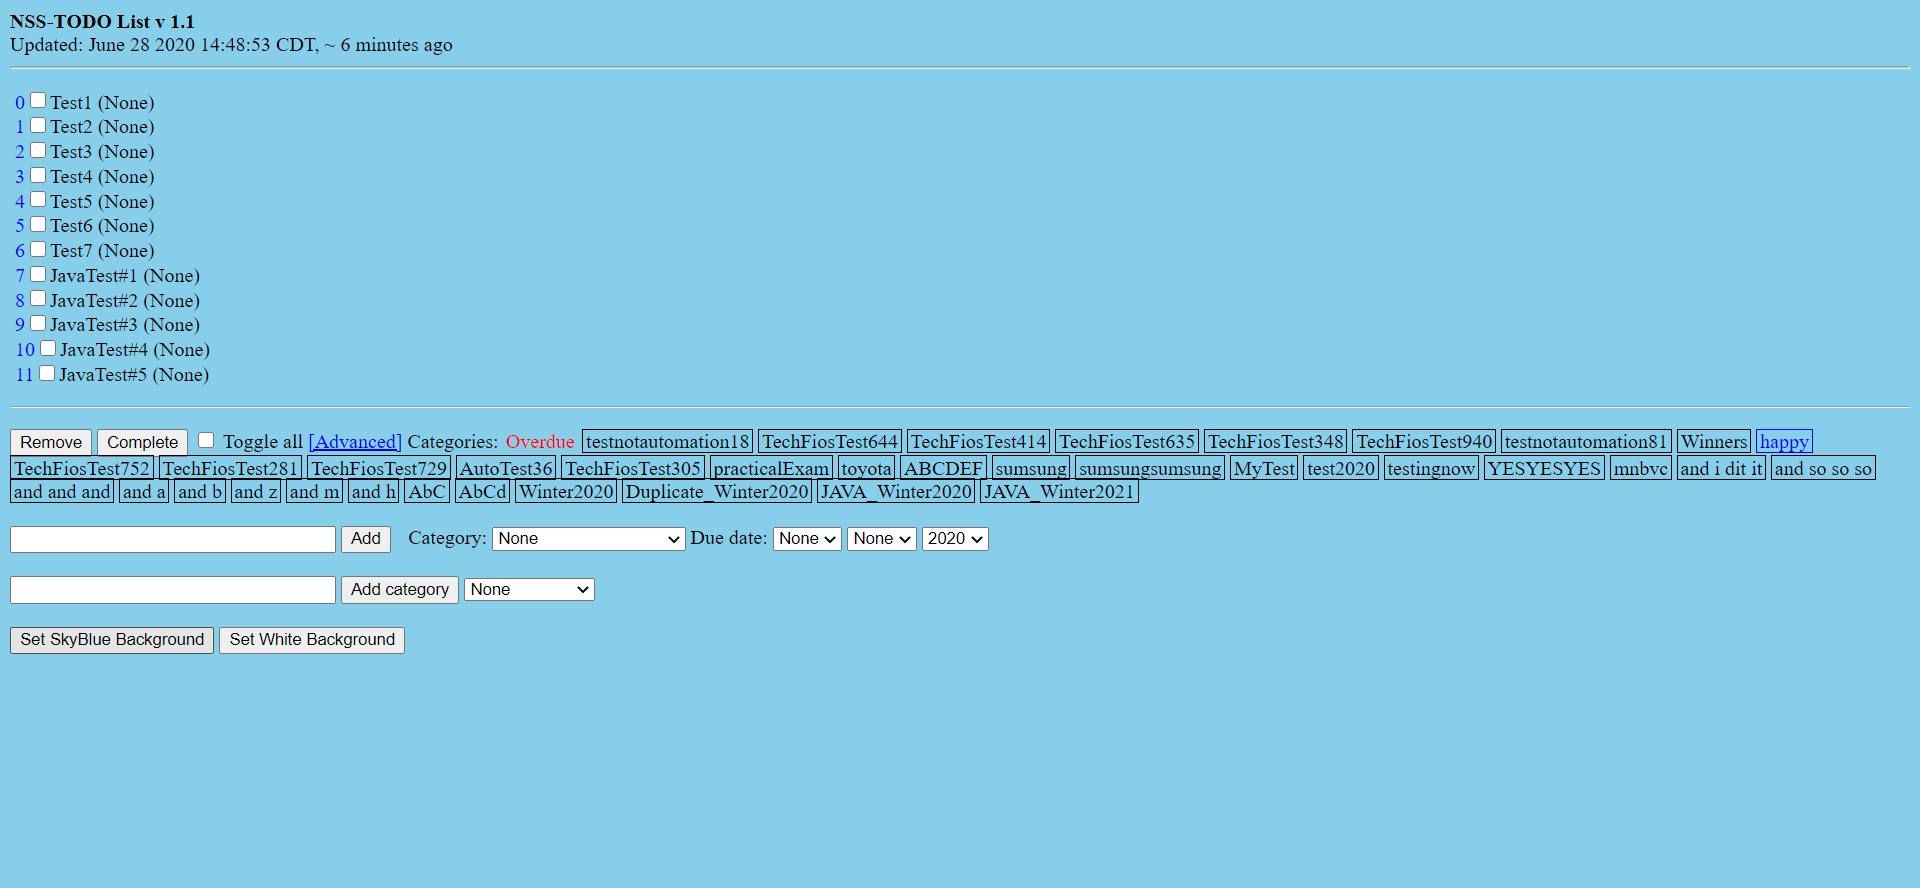 NSS-TODO List v 1.1
Updated: June 28 2020 14:48:53 CDT, ~ 6 minutes ago
0 Test1 (None)
1 Test2 (None)
2 Test3 (None)
3 Test4 (None)
4 Test5 (None)
5 Test6 (None)
6 Test7 (None)
7 JavaTest#1 (None)
8 JavaTest#2 (None)
9 JavaTest#3 (None)
10 JavaTest#4 (None)
11 JavaTest#5 (None)
Remove Complete Toggle all [Advanced] Categories: Overdue testnotautomation18 TechFiosTest644 TechFiosTest414 TechFiosTest635 TechFiosTest348 TechFiosTest940 testnotautomation81 Winners happy
TechFiosTest752 TechFiosTest281 TechFiosTest729 AutoTest36 TechFiosTest305 practicalExam toyota ABCDEF sumsung sumsungsumsung MyTest test2020 testingnow YESYESYES mnbvc and i dit it and so so so
and and and and a and b and z and m and h AbC AbCd Winter2020 Duplicate_Winter2020 JAVA_Winter2020 JAVA_Winter2021
Add Category: None Due date: None None 2020
Add category None
Set SkyBlue Background Set White Background